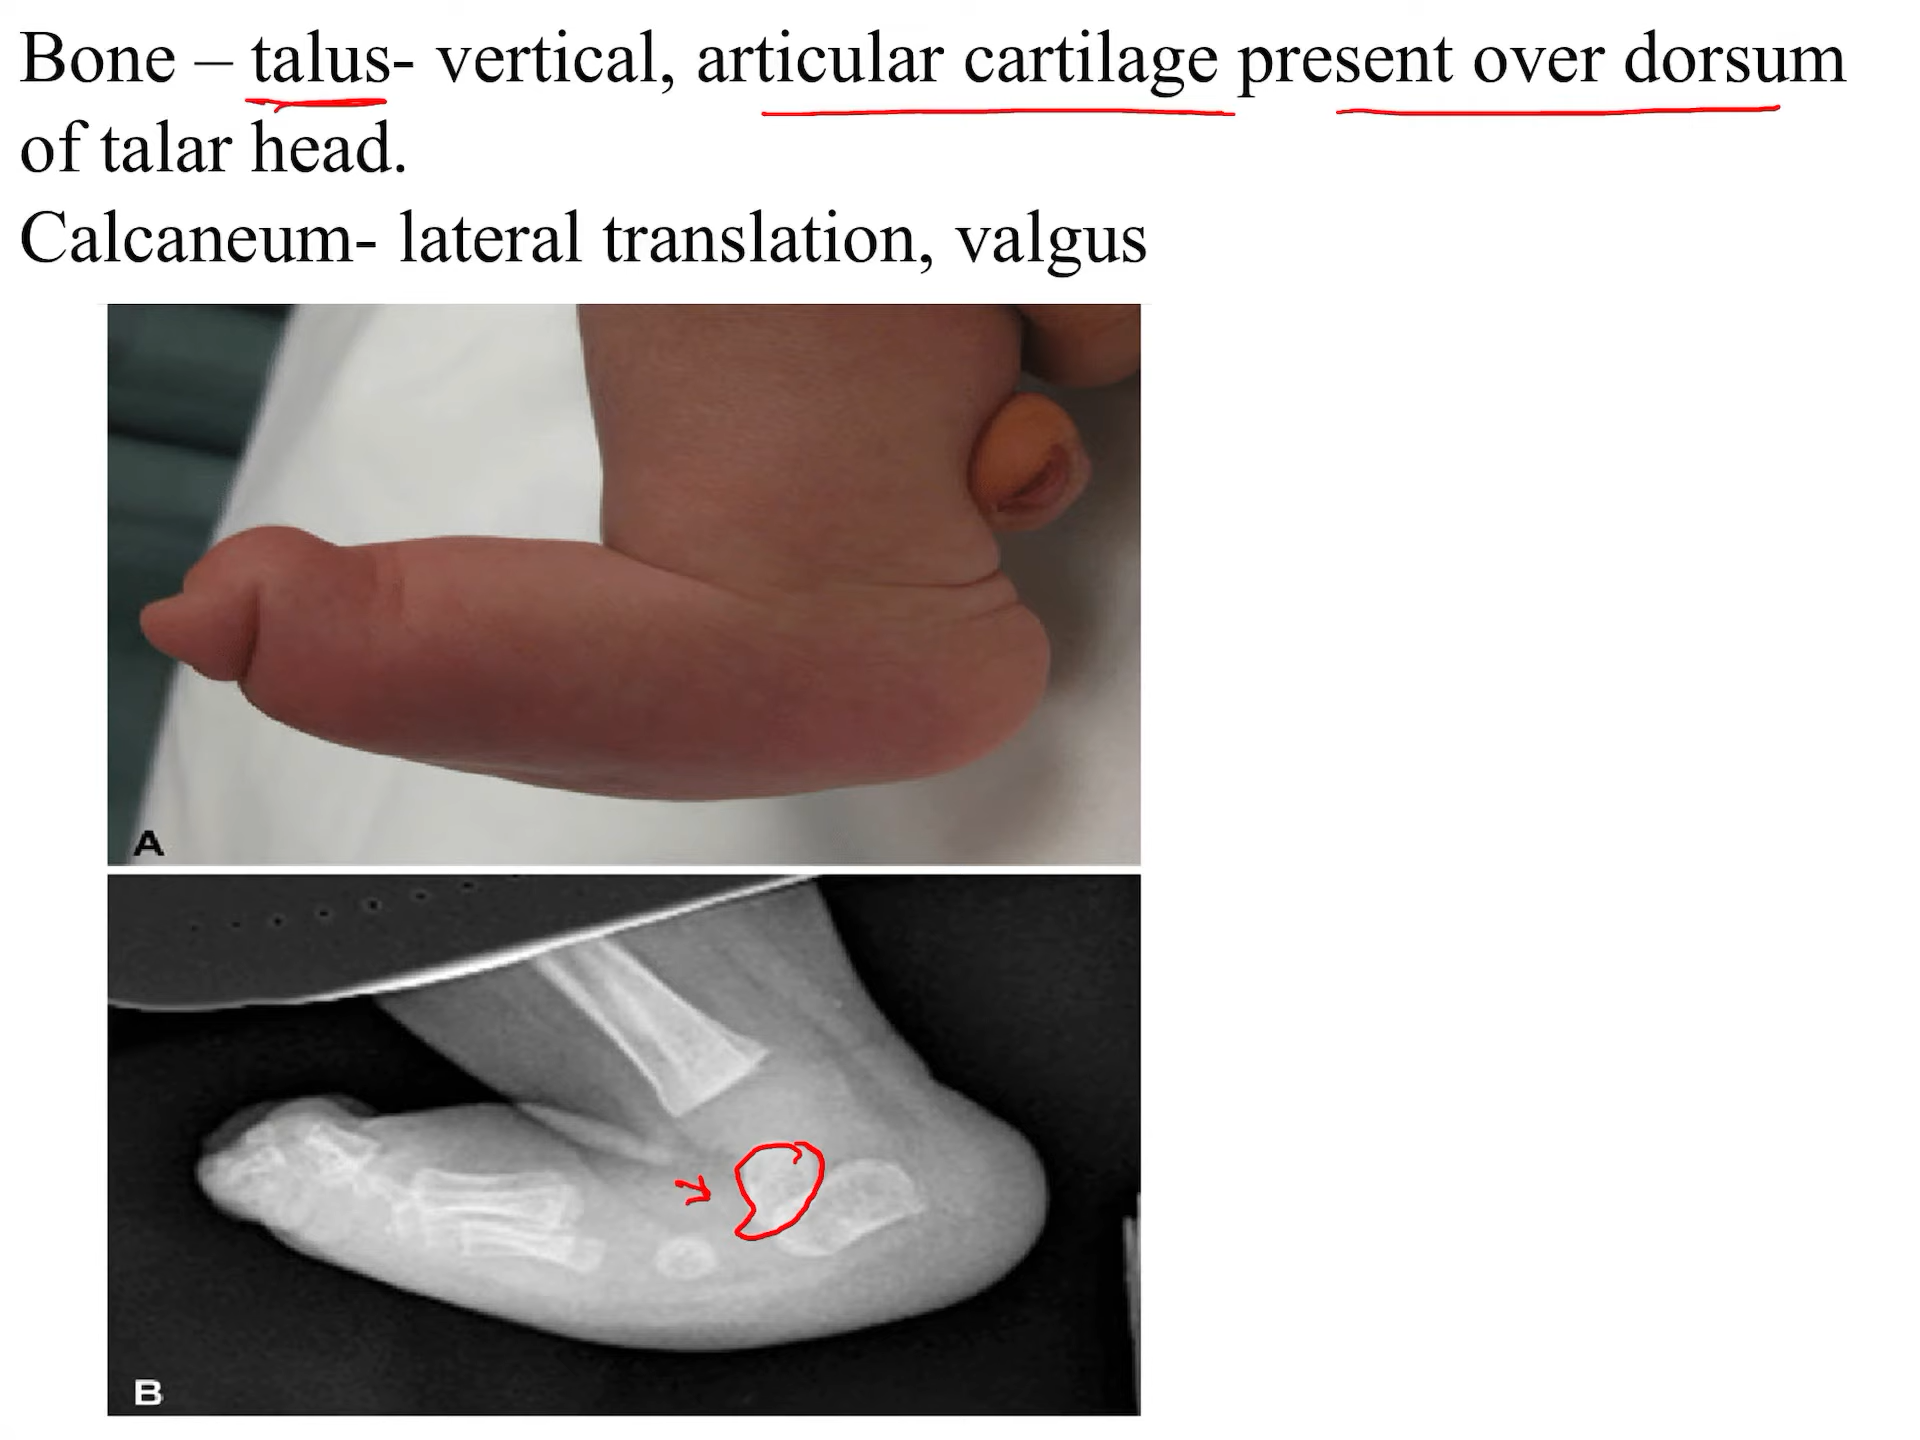 Bone – talus- vertical, articular cartilage present over dorsum
of talar head.
Calcaneum- lateral translation, valgus
A
B